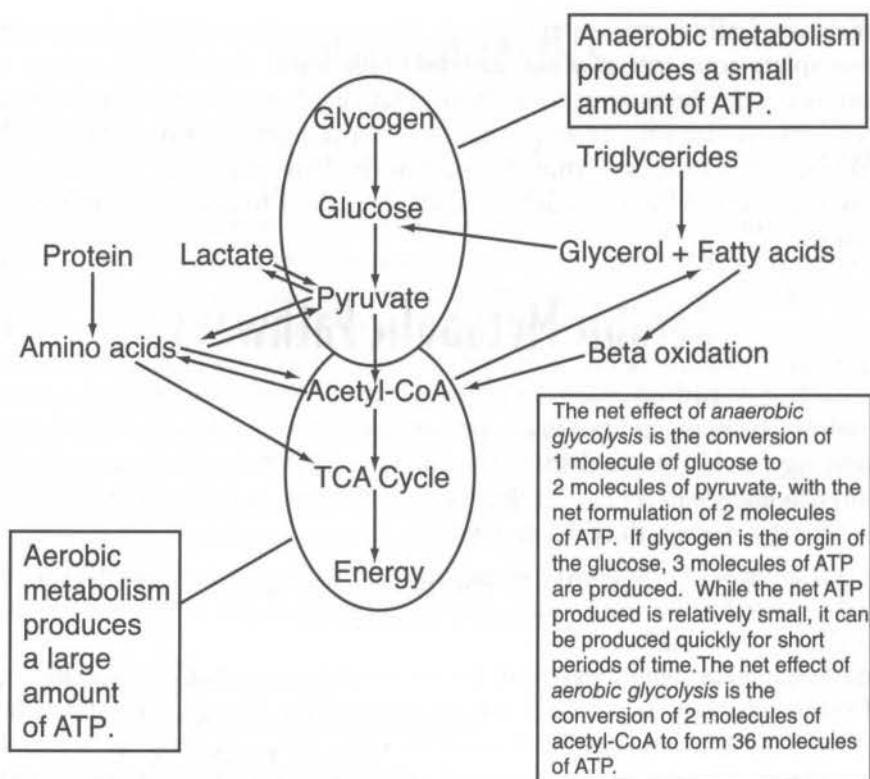 Anaerobic metabolism
produces a small
amount of ATP.
Glycogen
Triglycerides
Glucose
Protein
Lactate
Glycerol + Fatty acids
Pyruvate
Amino acids
Beta oxidation
Acetyl-CoA
TCA Cycle
Energy
Aerobic
metabolism
produces
a large
amount
of ATP.
The net effect of anaerobic
glycolysis is the conversion of
1 molecule of glucose to
2 molecules of pyruvate, with the
net formulation of 2 molecules
of ATP. If glycogen is the orgin of
the glucose, 3 molecules of ATP
are produced. While the net ATP
produced is relatively small, it can
be produced quickly for short
periods of time.The net effect of
aerobic glycolysis is the
conversion of 2 molecules of
acetyl-CoA to form 36 molecules
of ATP.